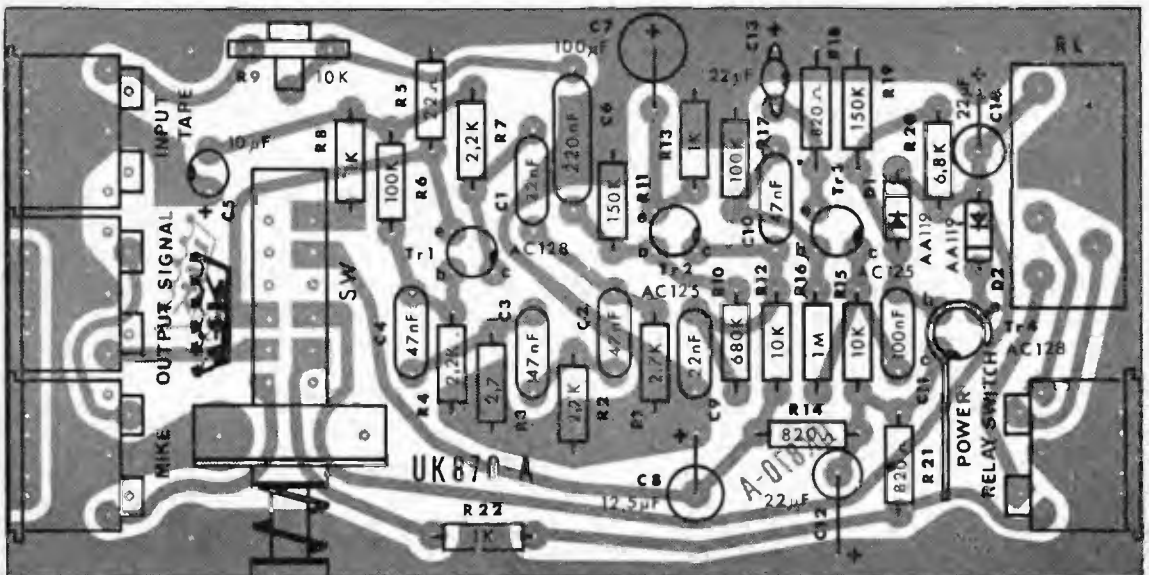 C7
100µF
C13
22µF
R18
R19
22µF
C14
RL
R9
10K
R5
22Ω
R7
2,2K
220nF
C6
R13
1K
R17
100K
820Ω
150K
R20
6,8K
INPUT
TAPE
10µF
R8
1K
100K
R6
C1
22nF
150K
R11
47nF
C10
Tr3
D1
AA119
AA119
D2
C5
OUTPUR SIGNAL
SW
Tr1
e
b
c
AC128
Tr2
e
b
c
AC125
R10
R12
R16
R15
AC125
Tr4
AC128
C4
47nF
R4
2,2K
2,7
C3
47nF
R3
2,2K
C2
47nF
R2
2,7K
R1
22nF
C9
680K
10K
1M
10K
100nF
C11
MIKE
UK870 A
C8
12,5µF
R14
820Ω
22µF
C12
820Ω
R21
POWER
RELAY SWITCH
R22
1K